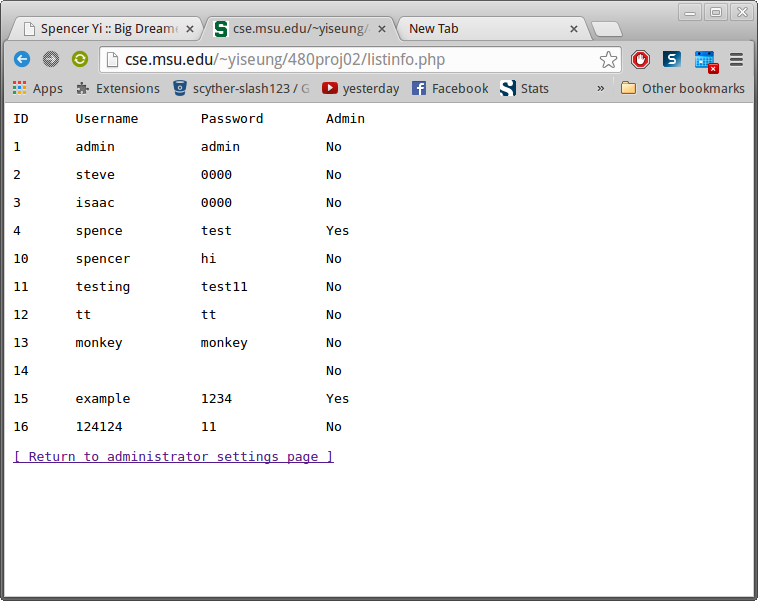 Spencer Yi :: Big Dream
cse.msu.edu/~yiseung/
New Tab
cse.msu.edu/~yiseung/480proj02/listinfo.php
Apps Extensions scyther-slash123 / G yesterday Facebook Stats » Other bookmarks
ID Username Password Admin
1 admin admin No
2 steve 0000 No
3 isaac 0000 No
4 spence test Yes
10 spencer hi No
11 testing test11 No
12 tt tt No
13 monkey monkey No
14 No
15 example 1234 Yes
16 124124 11 No
[ Return to administrator settings page ]